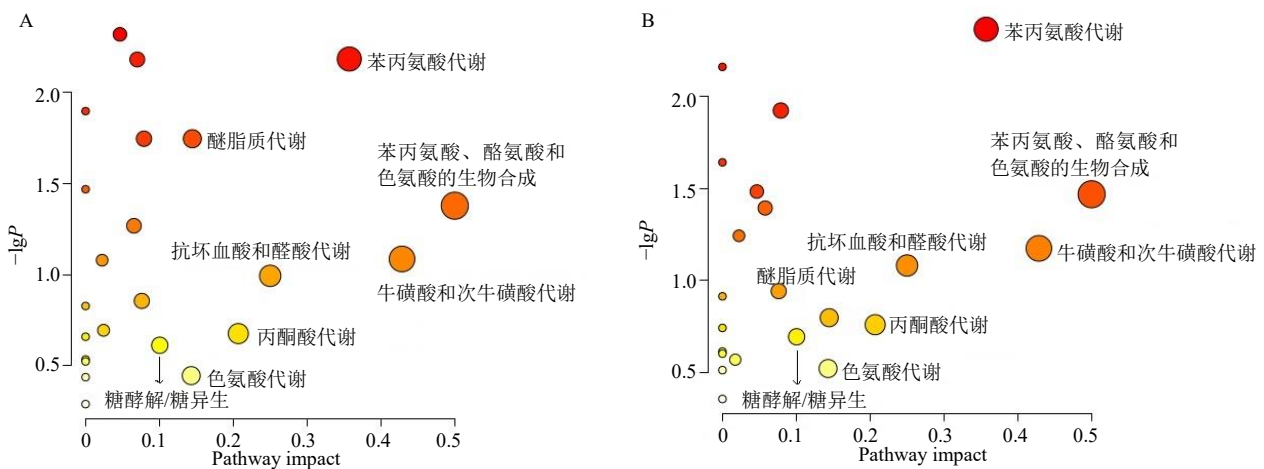 A
苯丙氨酸代谢
2.0
醚脂质代谢
苯丙氨酸、酪氨酸和
色氨酸的生物合成
1.5
–lgP
抗坏血酸和醛酸代谢
1.0
牛磺酸和次牛磺酸代谢
丙酮酸代谢
0.5
色氨酸代谢
糖酵解/糖异生
0 0.1 0.2 0.3 0.4 0.5
Pathway impact
B
苯丙氨酸代谢
2.0
苯丙氨酸、酪氨酸和
色氨酸的生物合成
1.5
–lgP
抗坏血酸和醛酸代谢
牛磺酸和次牛磺酸代谢
醚脂质代谢
1.0
丙酮酸代谢
0.5
色氨酸代谢
糖酵解/糖异生
0 0.1 0.2 0.3 0.4 0.5
Pathway impact